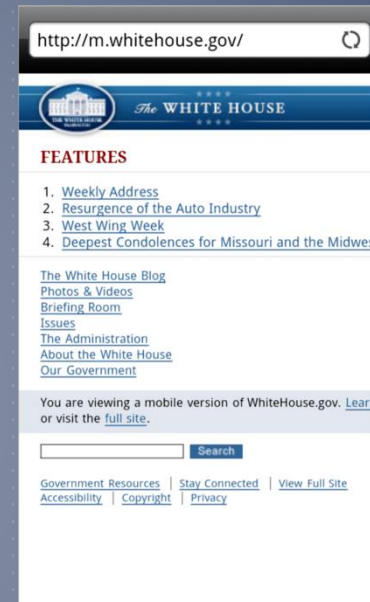 http://m.whitehouse.gov/
The WHITE HOUSE
FEATURES
1. Weekly Address
2. Resurgence of the Auto Industry
3. West Wing Week
4. Deepest Condolences for Missouri and the Midwes
The White House Blog
Photos & Videos
Briefing Room
Issues
The Administration
About the White House
Our Government
You are viewing a mobile version of WhiteHouse.gov. Lear
or visit the full site.
Search
Government Resources | Stay Connected | View Full Site
Accessibility | Copyright | Privacy